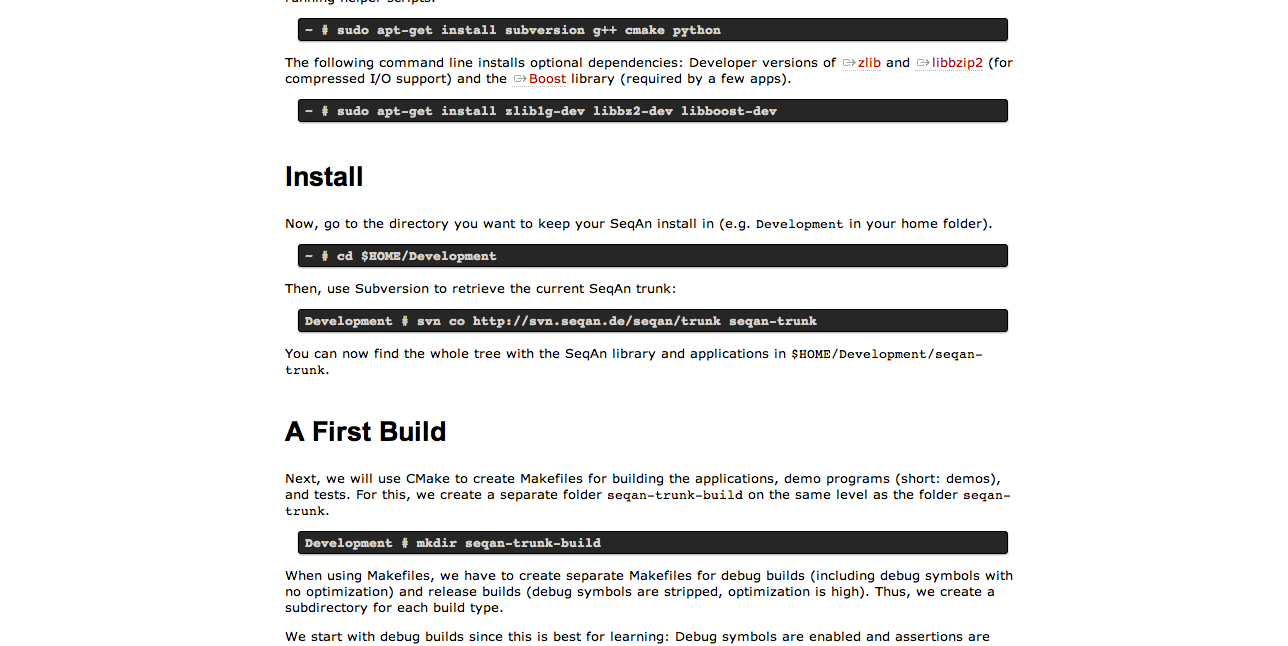 running helper scripts.
~ # sudo apt-get install subversion g++ cmake python
The following command line installs optional dependencies: Developer versions of zlib and libbzip2 (for
compressed I/O support) and the Boost library (required by a few apps).
~ # sudo apt-get install zlib1g-dev libbz2-dev libboost-dev
Install
Now, go to the directory you want to keep your SeqAn install in (e.g. Development in your home folder).
~ # cd $HOME/Development
Then, use Subversion to retrieve the current SeqAn trunk:
Development # svn co http://svn.seqan.de/seqan/trunk seqan-trunk
You can now find the whole tree with the SeqAn library and applications in $HOME/Development/seqan-
trunk.
A First Build
Next, we will use CMake to create Makefiles for building the applications, demo programs (short: demos),
and tests. For this, we create a separate folder seqan-trunk-build on the same level as the folder seqan-
trunk.
Development # mkdir seqan-trunk-build
When using Makefiles, we have to create separate Makefiles for debug builds (including debug symbols with
no optimization) and release builds (debug symbols are stripped, optimization is high). Thus, we create a
subdirectory for each build type.
We start with debug builds since this is best for learning: Debug symbols are enabled and assertions are